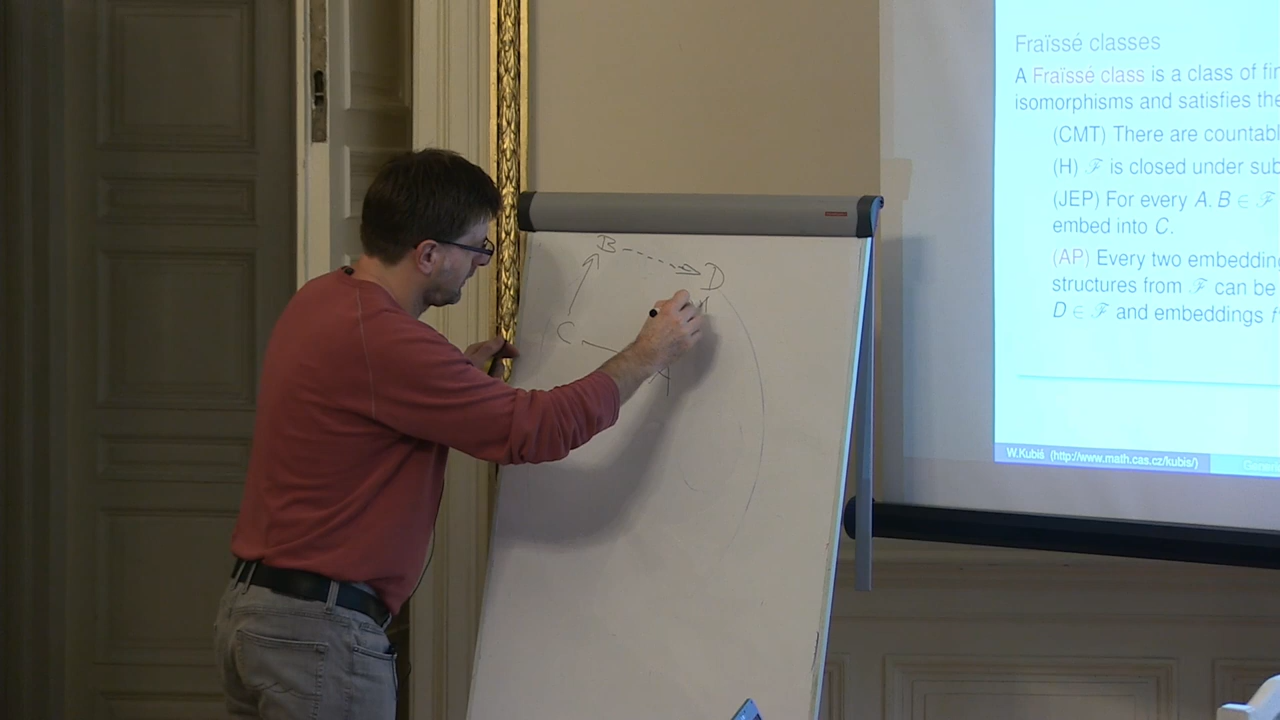 B
D
C
A
Fraïssé classes
A Fraïssé class is a class of fin
isomorphisms and satisfies the
(CMT) There are countab
(H) ℱ is closed under sub
(JEP) For every A, B ∈ ℱ
embed into C.
(AP) Every two embedding
structures from ℱ can be
D ∈ ℱ and embeddings f'
W.Kubiś (http://www.math.cas.cz/kubis/)
Generi